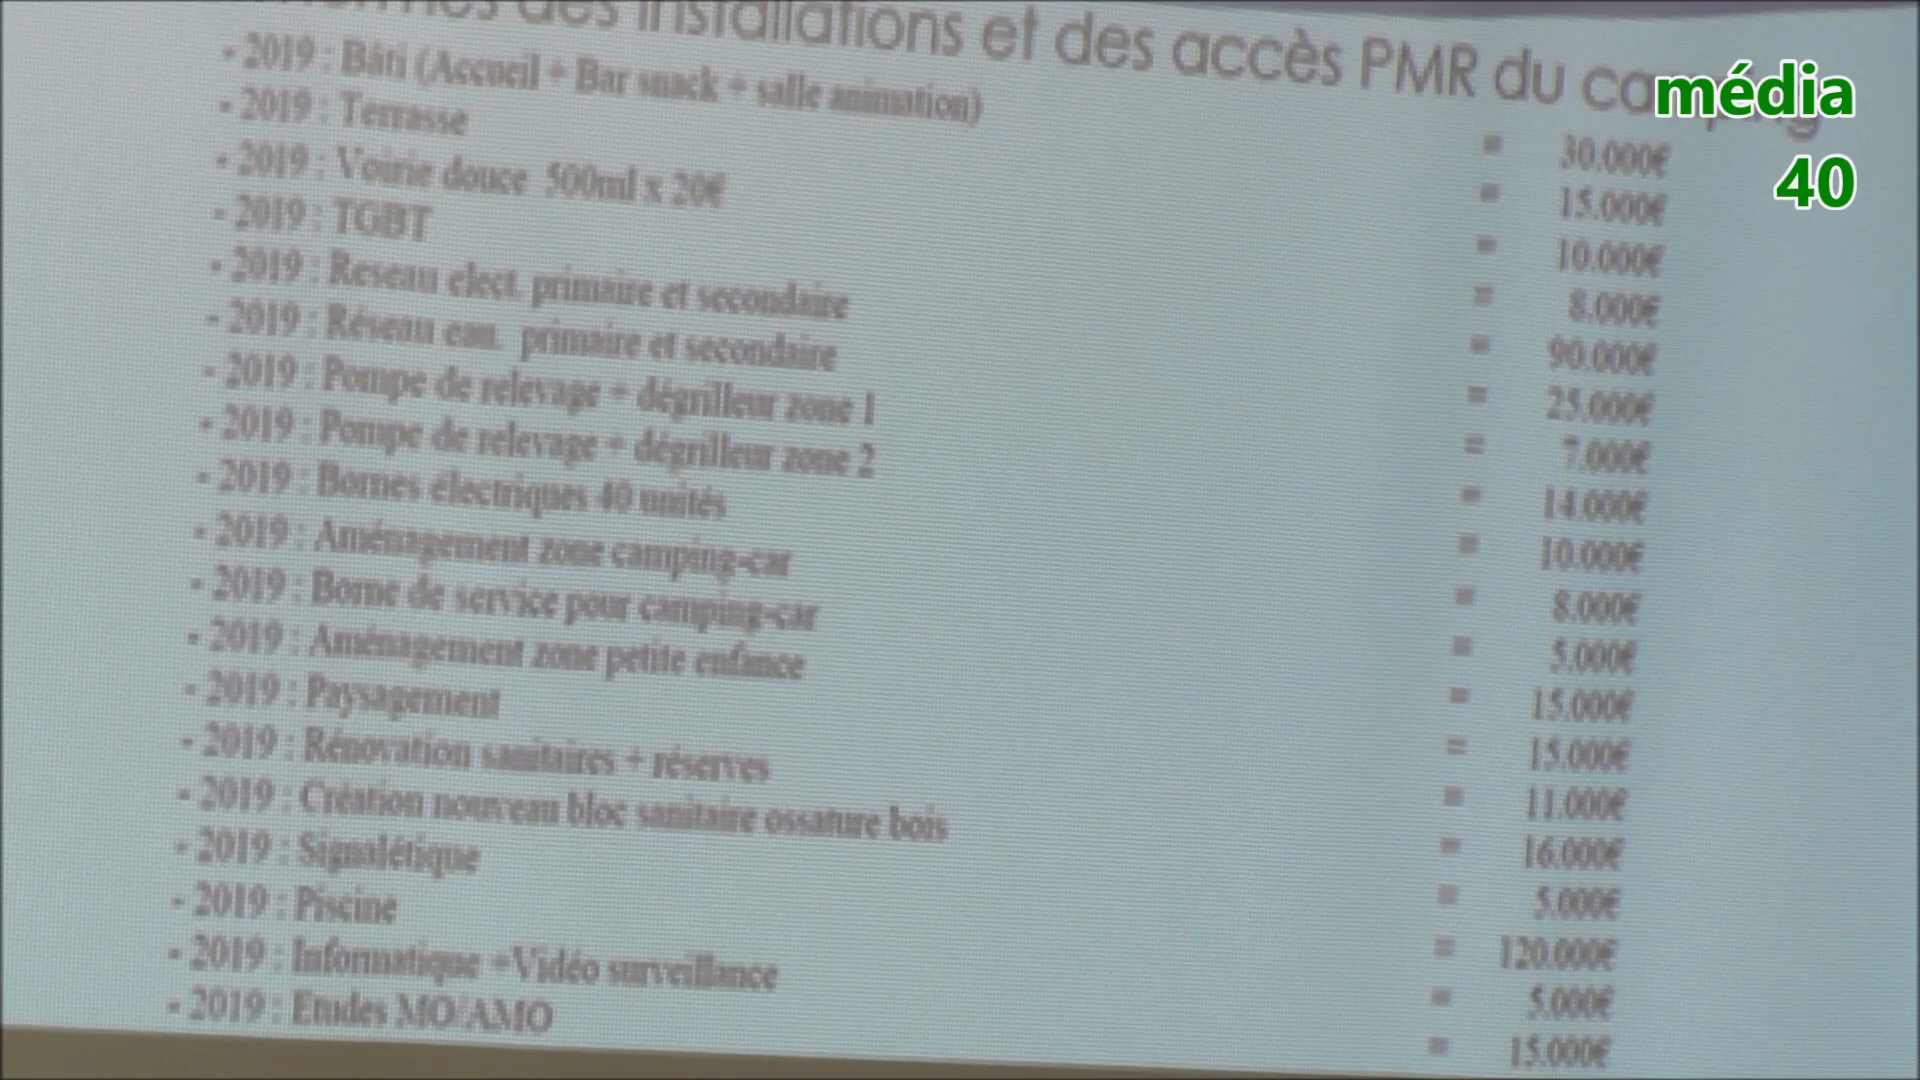 des installations et des accès PMR du camping
- 2019 : Bâti (Accueil + Bar snack + salle animation) = 30.000€
- 2019 : Terrasse = 15.000€
- 2019 : Voirie douce 500ml x 20€ = 10.000€
- 2019 : TGBT = 8.000€
- 2019 : Reseau elect. primaire et secondaire = 90.000€
- 2019 : Réseau eau. primaire et secondaire = 25.000€
- 2019 : Pompe de relevage + dégrilleur zone 1 = 7.000€
- 2019 : Pompe de relevage + dégrilleur zone 2 = 14.000€
- 2019 : Bornes électriques 40 unités = 10.000€
- 2019 : Aménagement zone camping-car = 8.000€
- 2019 : Borne de service pour camping-car = 5.000€
- 2019 : Aménagement zone petite enfance = 15.000€
- 2019 : Paysagement = 15.000€
- 2019 : Rénovation sanitaires + réserves = 11.000€
- 2019 : Création nouveau bloc sanitaire ossature bois = 16.000€
- 2019 : Signalétique = 5.000€
- 2019 : Piscine = 120.000€
- 2019 : Informatique +Vidéo surveillance = 5.000€
- 2019 : Etudes MO/AMO = 15.000€
média
40